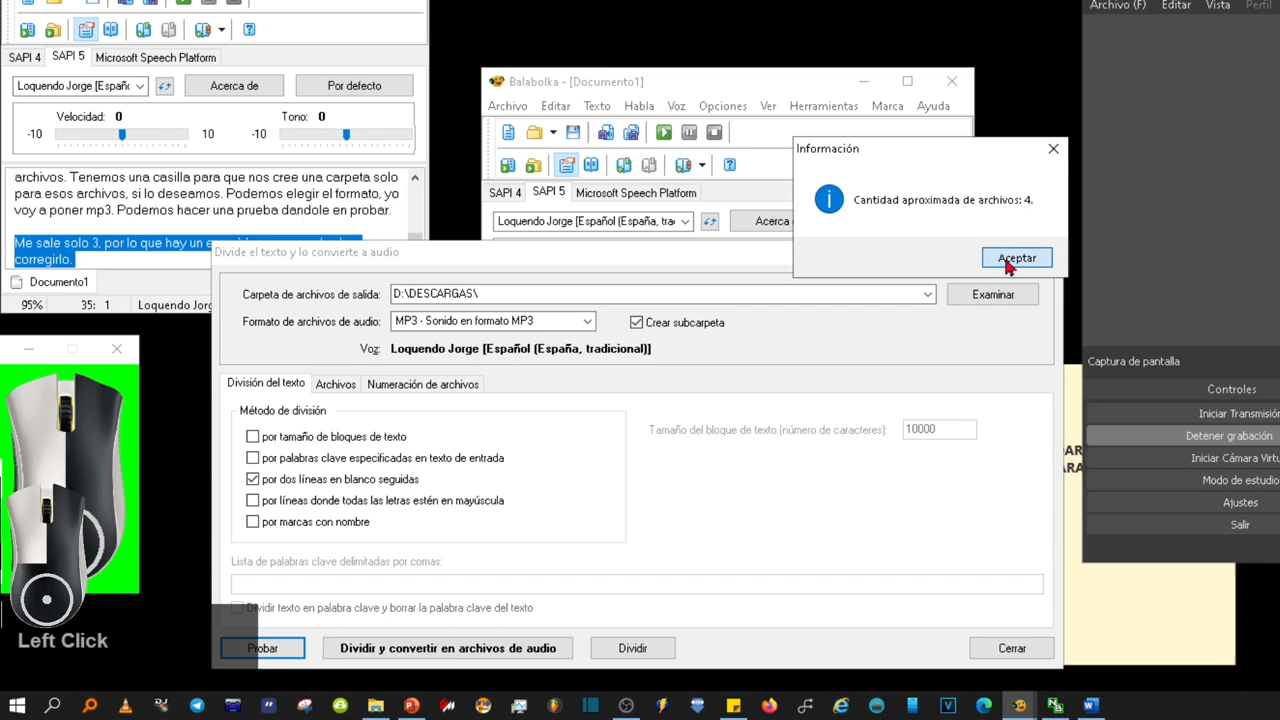 SAPI 4 SAPI 5 Microsoft Speech Platform
Loquendo Jorge [Españ Acerca de Por defecto
Velocidad: 0 Tono: 0
-10 10 -10 10
archivos. Tenemos una casilla para que nos cree una carpeta solo
para esos archivos, si lo deseamos. Podemos elegir el formato, yo
voy a poner mp3. Podemos hacer una prueba dandole en probar.
Me sale solo 3, por lo que hay un
corregirlo.
Documento1
95% 35: 1 Loquendo Jorg
Left Click
Balabolka - [Documento1]
Archivo Editar Texto Habla Voz Opciones Ver Herramientas Marca Ayuda
SAPI 4 SAPI 5 Microsoft Speech Platform
Loquendo Jorge [Español (España, trad Acerca
Información
Cantidad aproximada de archivos: 4.
Aceptar
Divide el texto y lo convierte a audio
Carpeta de archivos de salida: D:\DESCARGAS\ Examinar
Formato de archivos de audio: MP3 - Sonido en formato MP3 Crear subcarpeta
Voz: Loquendo Jorge [Español (España, tradicional)]
División del texto Archivos Numeración de archivos
Método de división
por tamaño de bloques de texto
por palabras clave especificadas en texto de entrada
por dos líneas en blanco seguidas
por líneas donde todas las letras estén en mayúscula
por marcas con nombre
Tamaño del bloque de texto (número de caracteres): 10000
Lista de palabras clave delimitadas por comas:
Dividir texto en palabra clave y borrar la palabra clave del texto
Probar Dividir y convertir en archivos de audio Dividir Cerrar
Archivo (F) Editar Vista Perfil
Captura de pantalla
Controles
Iniciar Transmisión
Detener grabación
Iniciar Cámara Virtu
Modo de estudio
Ajustes
Salir